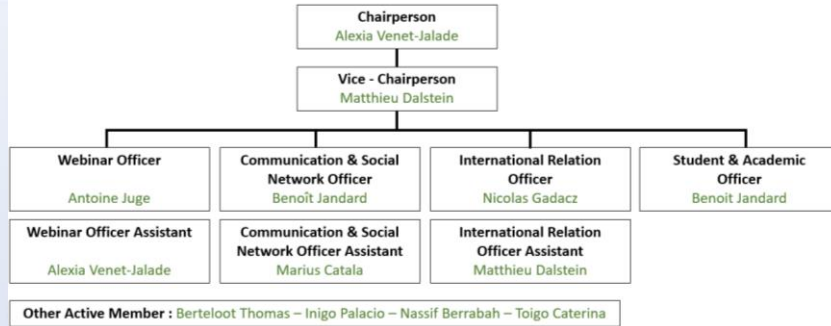 Chairperson
Alexia Venet-Jalade
Vice - Chairperson
Matthieu Dalstein
Webinar Officer
Antoine Juge
Communication & Social
Network Officer
Benoît Jandard
International Relation
Officer
Nicolas Gadacz
Student & Academic
Officer
Benoit Jandard
Webinar Officer Assistant
Alexia Venet-Jalade
Communication & Social
Network Officer Assistant
Marius Catala
International Relation
Officer Assistant
Matthieu Dalstein
Other Active Member : Berteloot Thomas – Inigo Palacio – Nassif Berrabah – Toigo Caterina